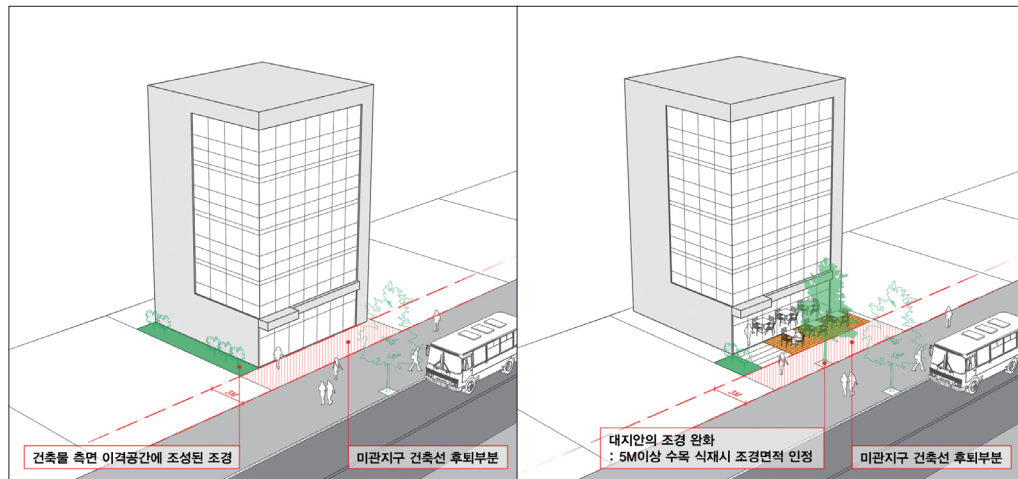 3M
건축물 측면 이격공간에 조성된 조경
미관지구 건축선 후퇴부분
3M
대지안의 조경 완화
: 5M이상 수목 식재시 조경면적 인정
미관지구 건축선 후퇴부분